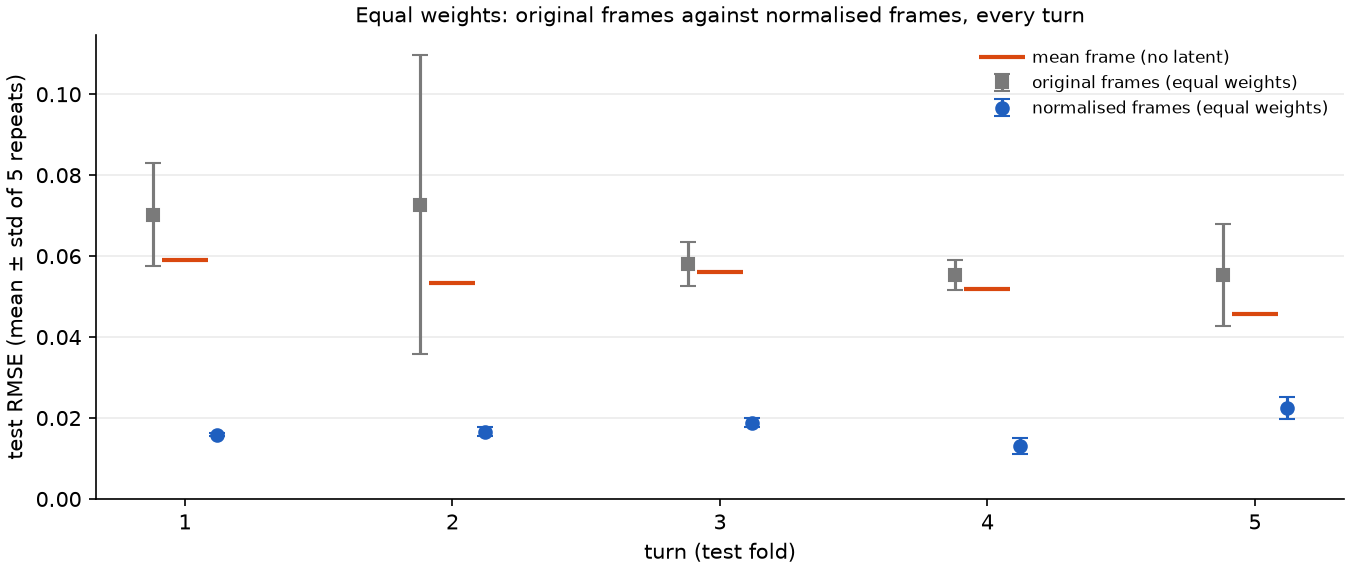 Equal weights: original frames against normalised frames, every turn
mean frame (no latent)
original frames (equal weights)
normalised frames (equal weights)
test RMSE (mean ± std of 5 repeats)
0.10
0.08
0.06
0.04
0.02
0.00
1 2 3 4 5
turn (test fold)